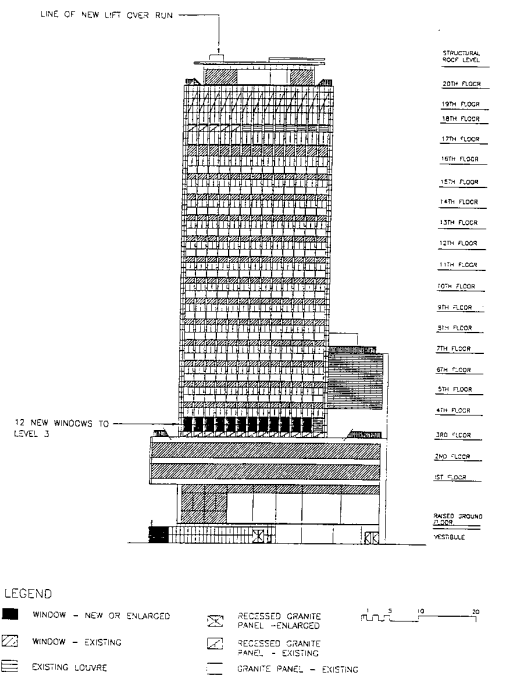 LINE OF NEW LIFT OVER RUN
STRUCTURAL
ROOF LEVEL
20TH FLOOR
19TH FLOOR
18TH FLOOR
17TH FLOOR
16TH FLOOR
15TH FLOOR
14TH FLOOR
13TH FLOOR
12TH FLOOR
11TH FLOOR
10TH FLOOR
9TH FLOOR
8TH FLOOR
7TH FLOOR
6TH FLOOR
5TH FLOOR
4TH FLOOR
12 NEW WINDOWS TO
LEVEL 3
3RD FLOOR
2ND FLOOR
1ST FLOOR
RAISED GROUND
FLOOR
VESTIBULE
LEGEND
WINDOW - NEW OR ENLARGED
WINDOW - EXISTING
EXISTING LOUVRE
RECESSED GRANITE
PANEL -ENLARGED
RECESSED GRANITE
PANEL - EXISTING
GRANITE PANEL - EXISTING
1 5 10 20